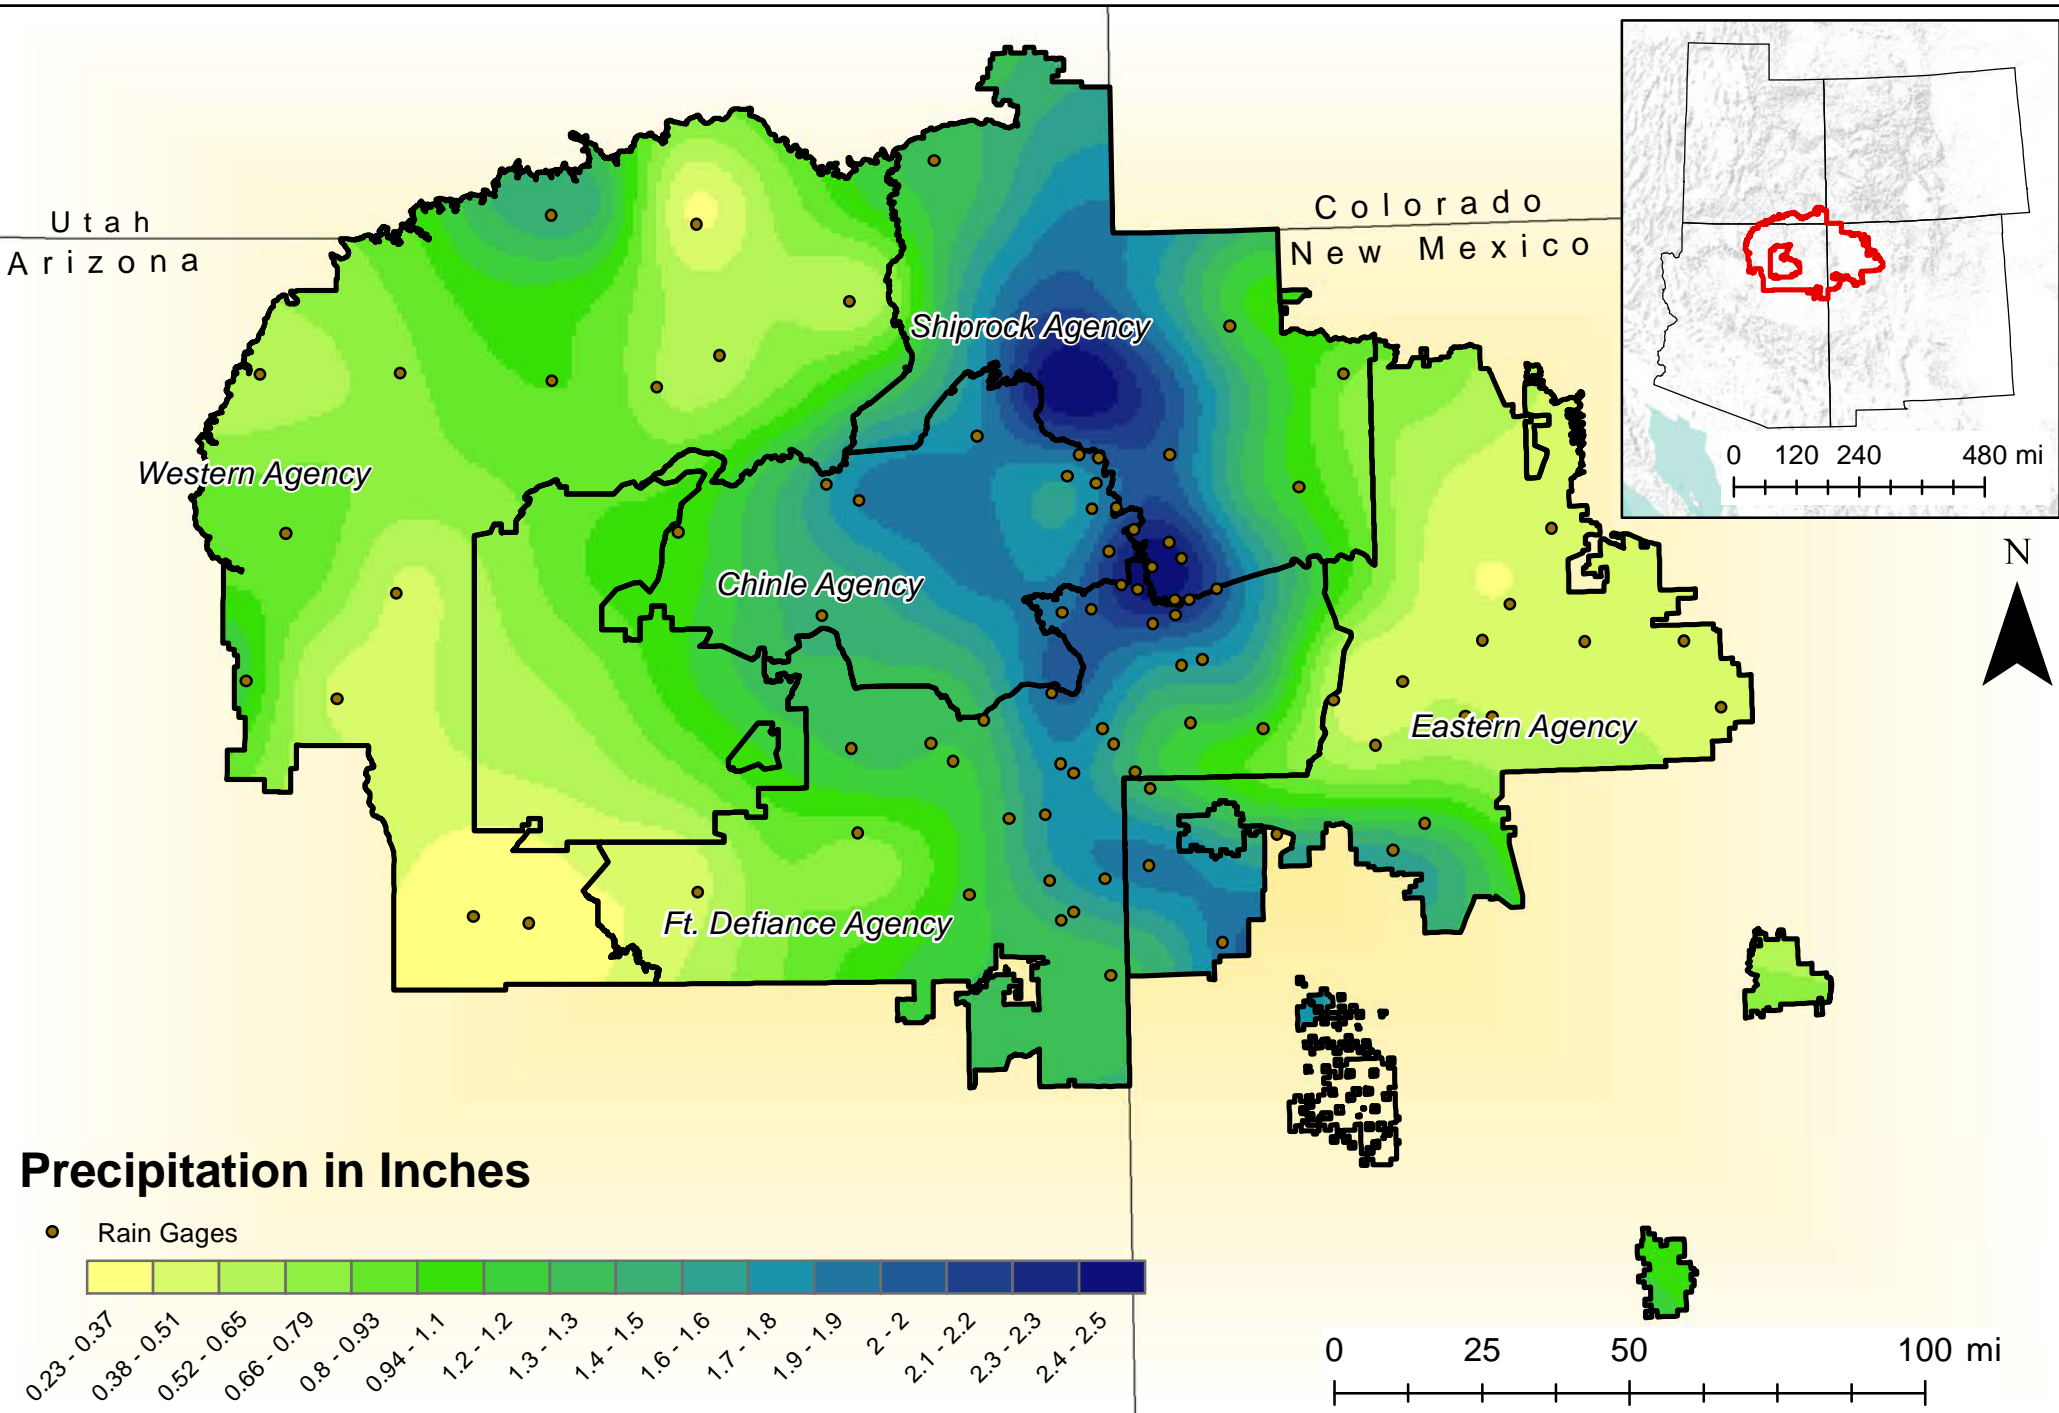 Utah
Arizona
Colorado
New Mexico
0 120 240 480 mi
N
Shiprock Agency
Western Agency
Chinle Agency
Eastern Agency
Ft. Defiance Agency
Precipitation in Inches
Rain Gages
0.23 - 0.37
0.38 - 0.51
0.52 - 0.65
0.66 - 0.79
0.8 - 0.93
0.94 - 1.1
1.2 - 1.2
1.3 - 1.3
1.4 - 1.5
1.6 - 1.6
1.7 - 1.8
1.9 - 1.9
2 - 2
2.1 - 2.2
2.3 - 2.3
2.4 - 2.5
0 25 50 100 mi